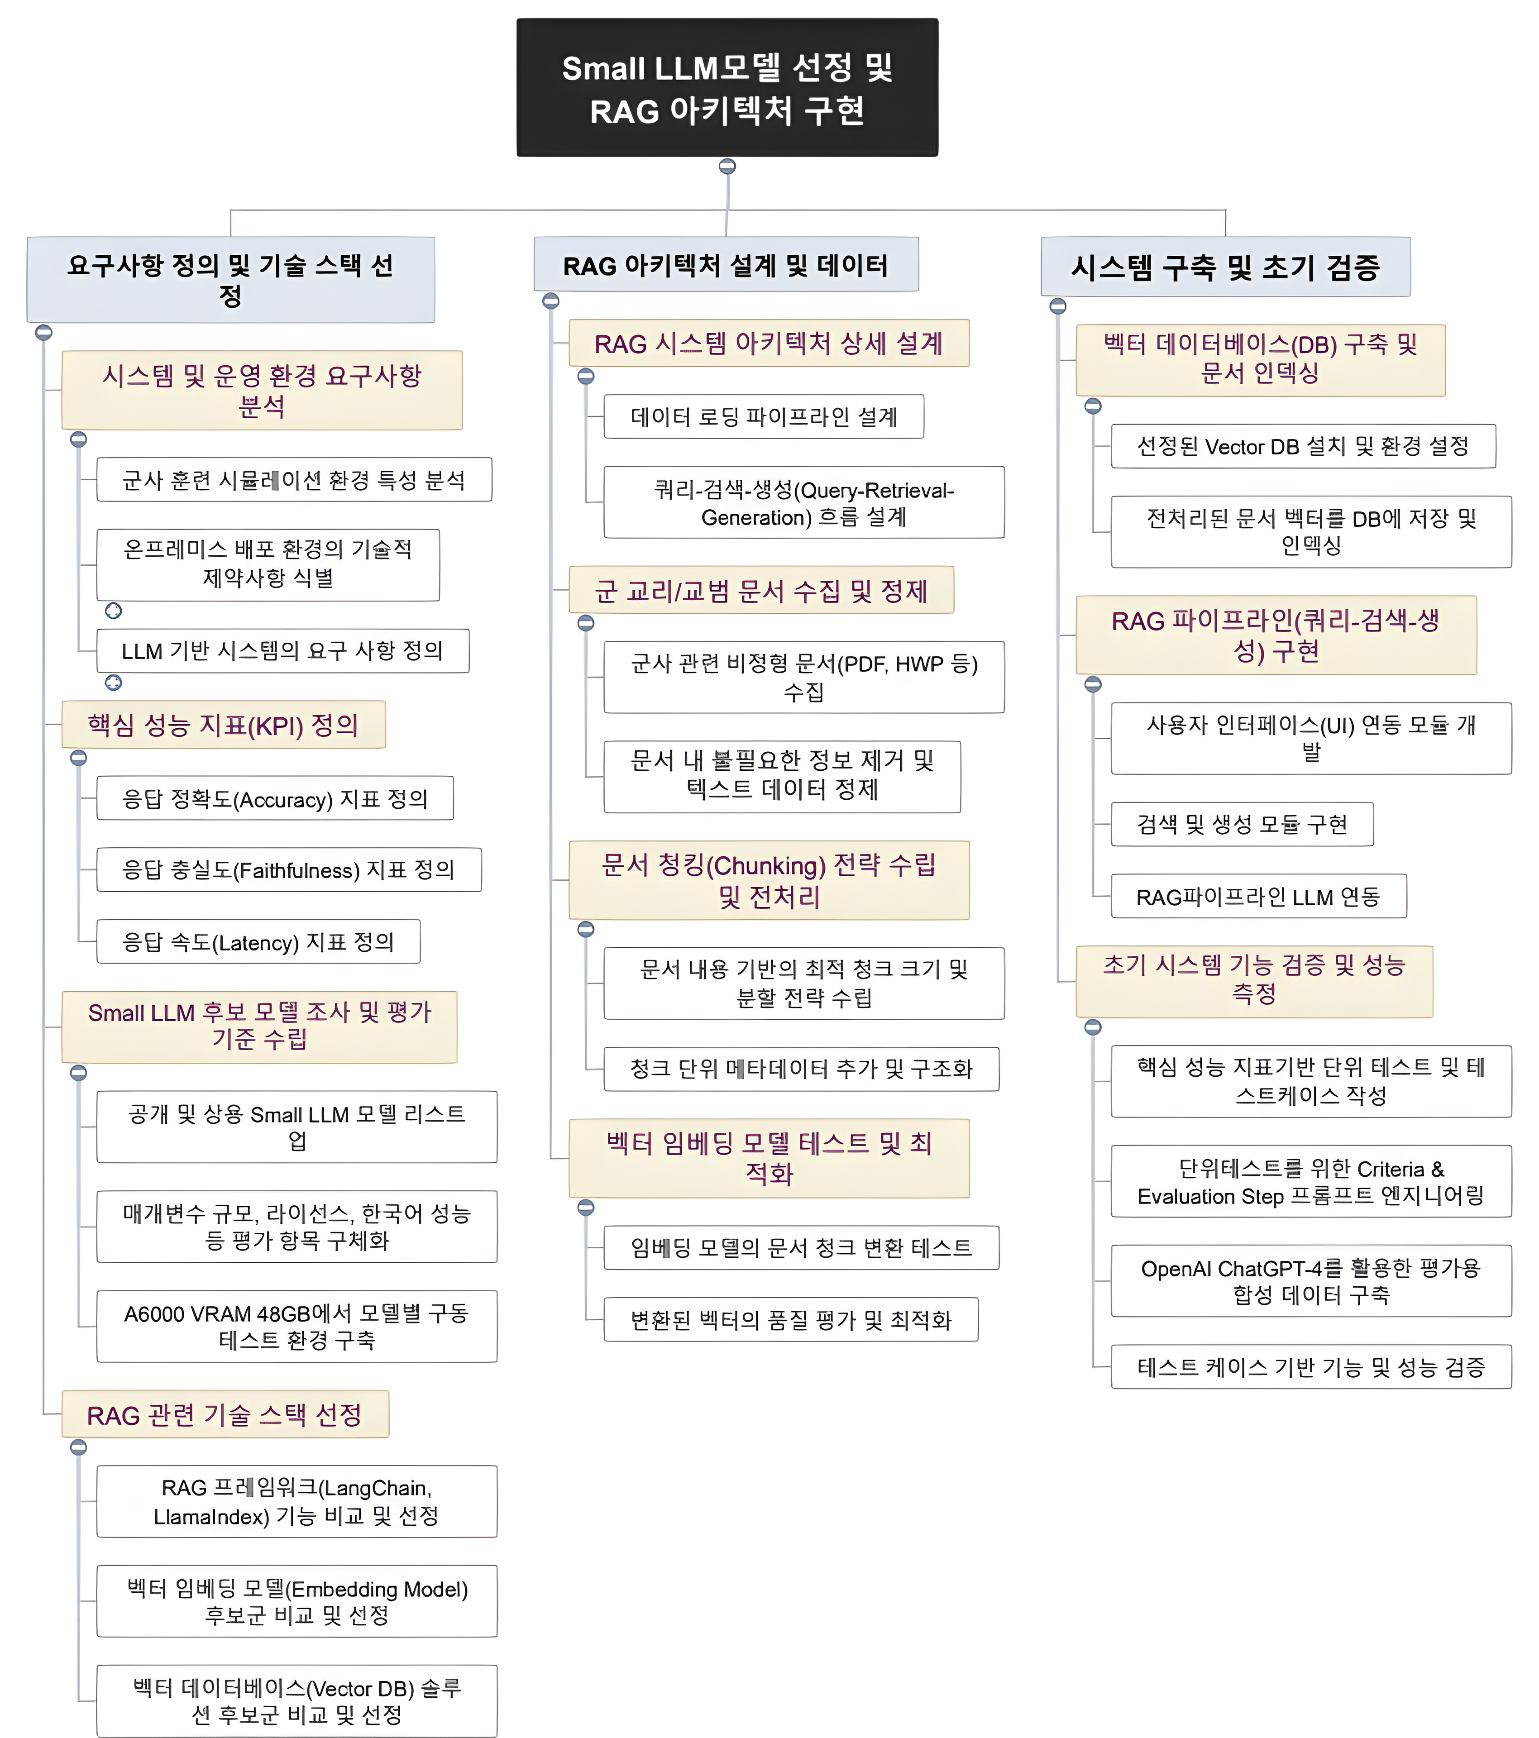 Small LLM모델 선정 및
RAG 아키텍처 구현
요구사항 정의 및 기술 스택 선
정
시스템 및 운영 환경 요구사항
분석
군사 훈련 시뮬레이션 환경 특성 분석
온프레미스 배포 환경의 기술적
제약사항 식별
LLM 기반 시스템의 요구 사항 정의
핵심 성능 지표(KPI) 정의
응답 정확도(Accuracy) 지표 정의
응답 충실도(Faithfulness) 지표 정의
응답 속도(Latency) 지표 정의
Small LLM 후보 모델 조사 및 평가
기준 수립
공개 및 상용 Small LLM 모델 리스트
업
매개변수 규모, 라이선스, 한국어 성능
등 평가 항목 구체화
A6000 VRAM 48GB에서 모델별 구동
테스트 환경 구축
RAG 관련 기술 스택 선정
RAG 프레임워크(LangChain,
LlamaIndex) 기능 비교 및 선정
벡터 임베딩 모델(Embedding Model)
후보군 비교 및 선정
벡터 데이터베이스(Vector DB) 솔루
션 후보군 비교 및 선정
RAG 아키텍처 설계 및 데이터
RAG 시스템 아키텍처 상세 설계
데이터 로딩 파이프라인 설계
쿼리-검색-생성(Query-Retrieval-
Generation) 흐름 설계
군 교리/교범 문서 수집 및 정제
군사 관련 비정형 문서(PDF, HWP 등)
수집
문서 내 불필요한 정보 제거 및
텍스트 데이터 정제
문서 청킹(Chunking) 전략 수립
및 전처리
문서 내용 기반의 최적 청크 크기 및
분할 전략 수립
청크 단위 메타데이터 추가 및 구조화
벡터 임베딩 모델 테스트 및 최
적화
임베딩 모델의 문서 청크 변환 테스트
변환된 벡터의 품질 평가 및 최적화
시스템 구축 및 초기 검증
벡터 데이터베이스(DB) 구축 및
문서 인덱싱
선정된 Vector DB 설치 및 환경 설정
전처리된 문서 벡터를 DB에 저장 및
인덱싱
RAG 파이프라인(쿼리-검색-생
성) 구현
사용자 인터페이스(UI) 연동 모듈 개
발
검색 및 생성 모듈 구현
RAG파이프라인 LLM 연동
초기 시스템 기능 검증 및 성능
측정
핵심 성능 지표기반 단위 테스트 및 테
스트케이스 작성
단위테스트를 위한 Criteria &
Evaluation Step 프롬프트 엔지니어링
OpenAI ChatGPT-4를 활용한 평가용
합성 데이터 구축
테스트 케이스 기반 기능 및 성능 검증